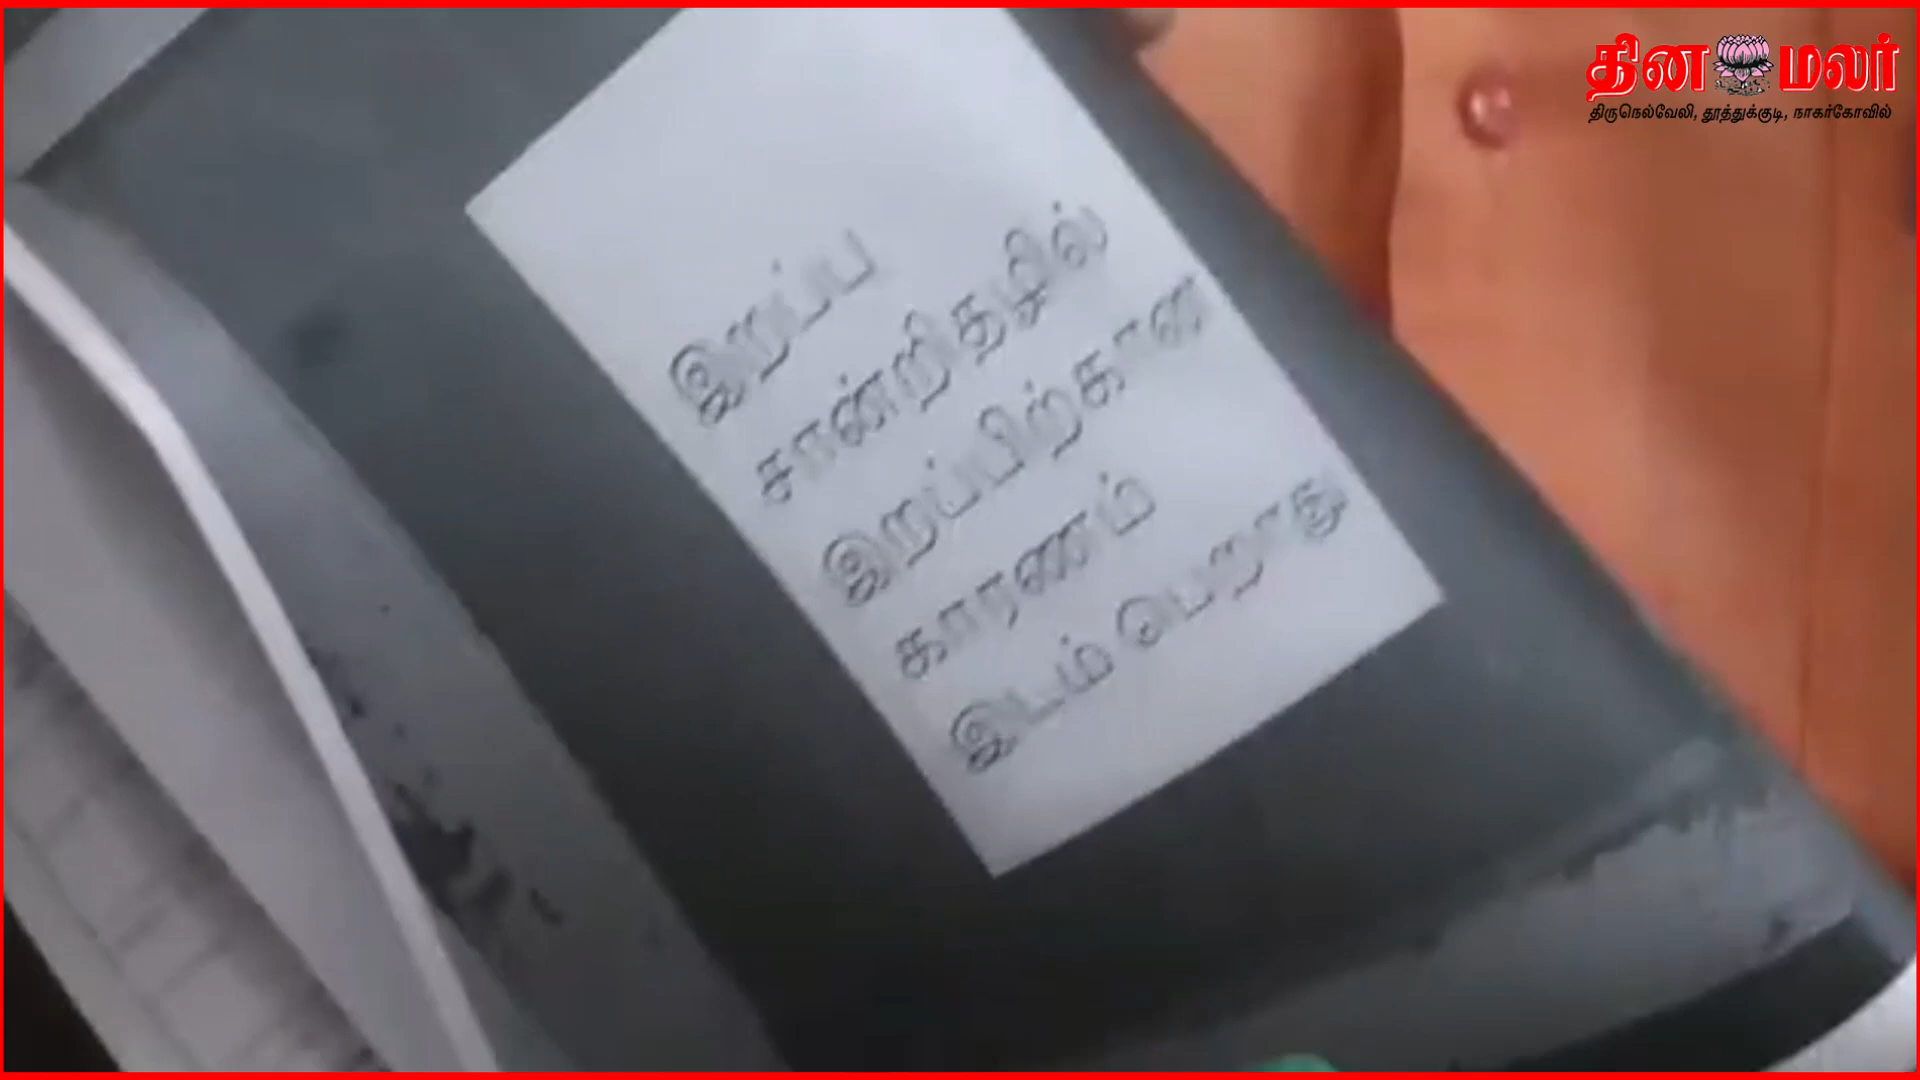 தினமலர்
திருநெல்வேலி, தூத்துக்குடி, நாகர்கோவில்
இறப்ப
சான்றிதழில்
இறப்பிற்கான
காரணம்
இடம் பெறாது